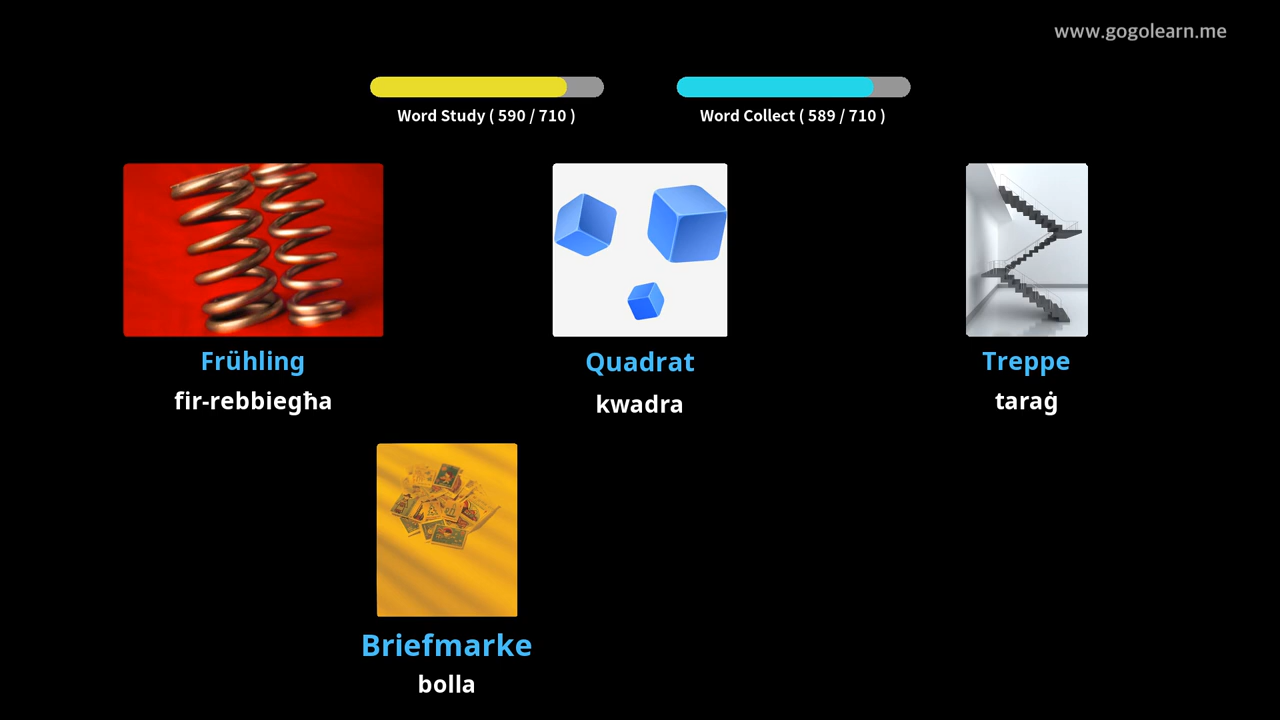 www.gogolearn.me
Word Study ( 590 / 710 )
Word Collect ( 589 / 710 )
Frühling
fir-rebbiegħa
Quadrat
kwadra
Treppe
taraġ
Briefmarke
bolla